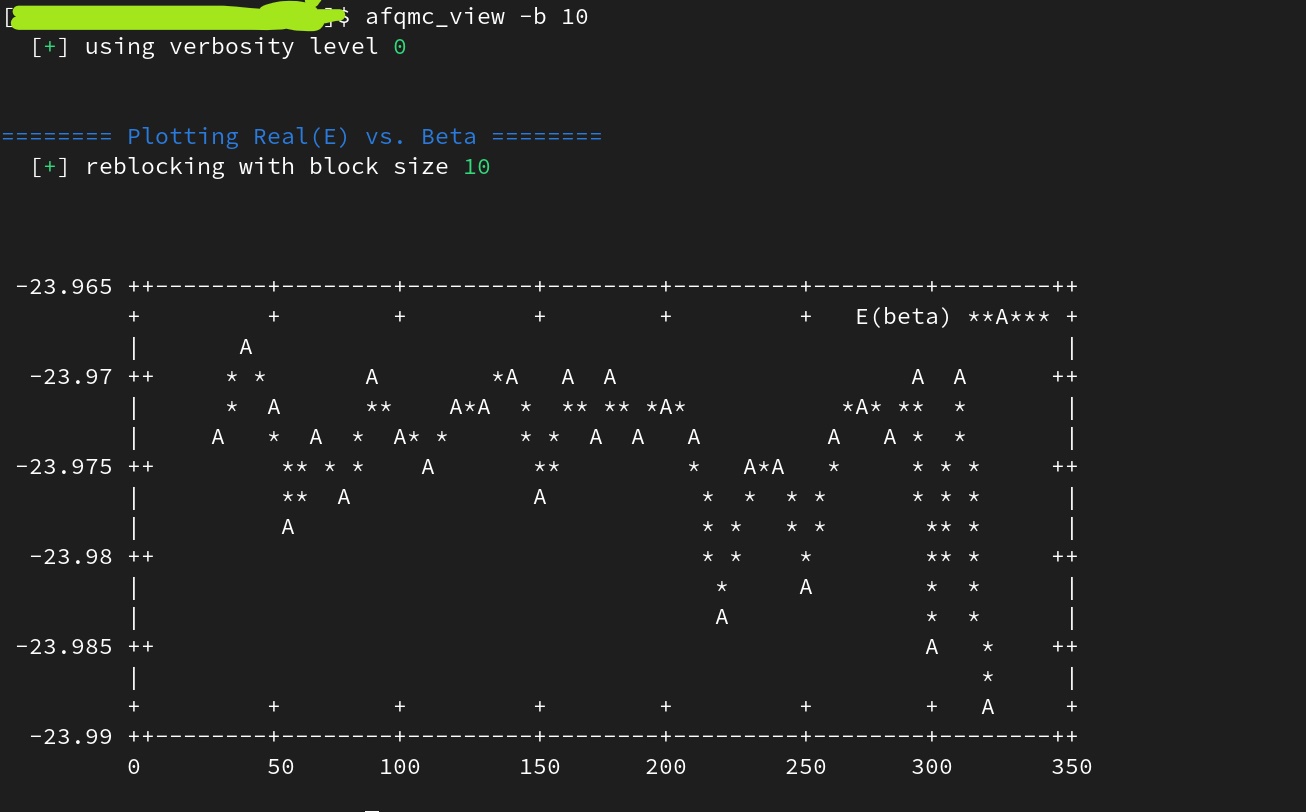 [ ]$ afqmc_view -b 10
  [+] using verbosity level 0

======== Plotting Real(E) vs. Beta ========
  [+] reblocking with block size 10

 -23.965 ++--------+--------+---------+--------+---------+--------+--------++
         +         +        +         +        +         +   E(beta) **A*** +
         |       A                                                          |
  -23.97 ++     * *       A        *A   A  A                     A  A      ++
         |      *  A      **    A*A  *  ** ** *A*           *A* **  *       |
         |     A   *  A  *  A* *     * *  A  A   A         A   A *  *       |
 -23.975 ++         ** * *    A       **         *   A*A   *     * * *     ++
         |          **  A             A           *  *  * *      * * *      |
         |          A                             * *   * *       ** *      |
  -23.98 ++                                       * *    *        ** *     ++
         |                                         *     A        *  *      |
         |                                         A              *  *      |
 -23.985 ++                                                       A   *    ++
         |                                                            *     |
         +         +        +         +        +         +        +   A     +
  -23.99 ++--------+--------+---------+--------+---------+--------+--------++
         0         50      100       150      200       250      300       350